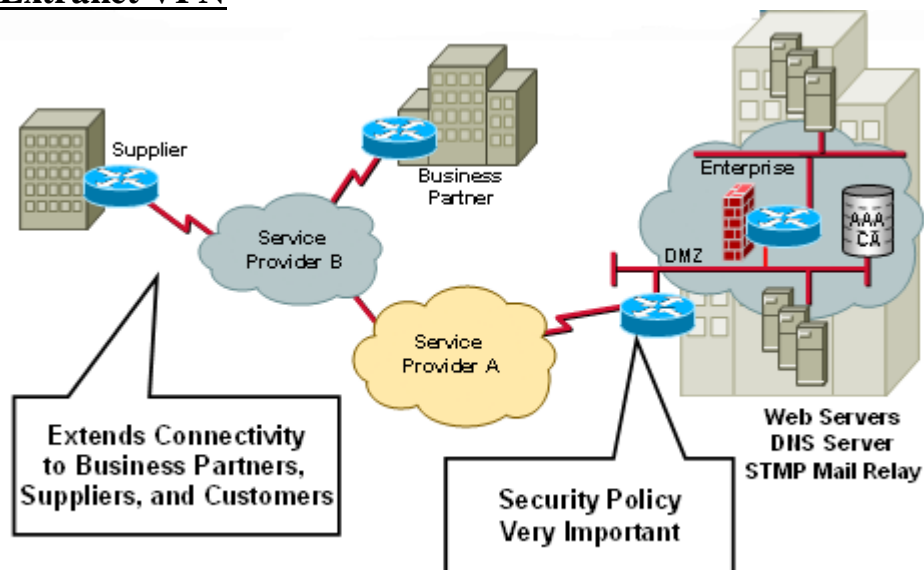 Extranet VPN
Supplier
Business
Partner
Enterprise
AAA
CA
Service
Provider B
DMZ
Service
Provider A
Extends Connectivity
to Business Partners,
Suppliers, and Customers
Security Policy
Very Important
Web Servers
DNS Server
STMP Mail Relay